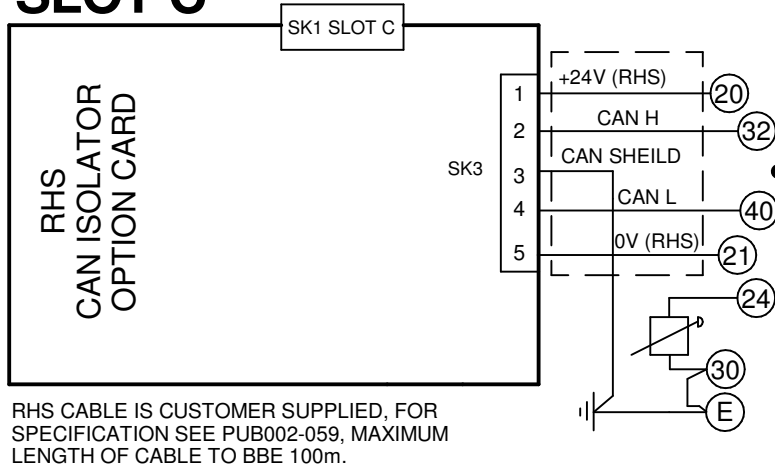 SLOT C
SK1 SLOT C
RHS
CAN ISOLATOR
OPTION CARD
SK3
1
+24V (RHS)
20
2
CAN H
32
3
CAN SHEILD
4
CAN L
40
5
0V (RHS)
21
24
30
E
RHS CABLE IS CUSTOMER SUPPLIED, FOR
SPECIFICATION SEE PUB002-059, MAXIMUM
LENGTH OF CABLE TO BBE 100m.